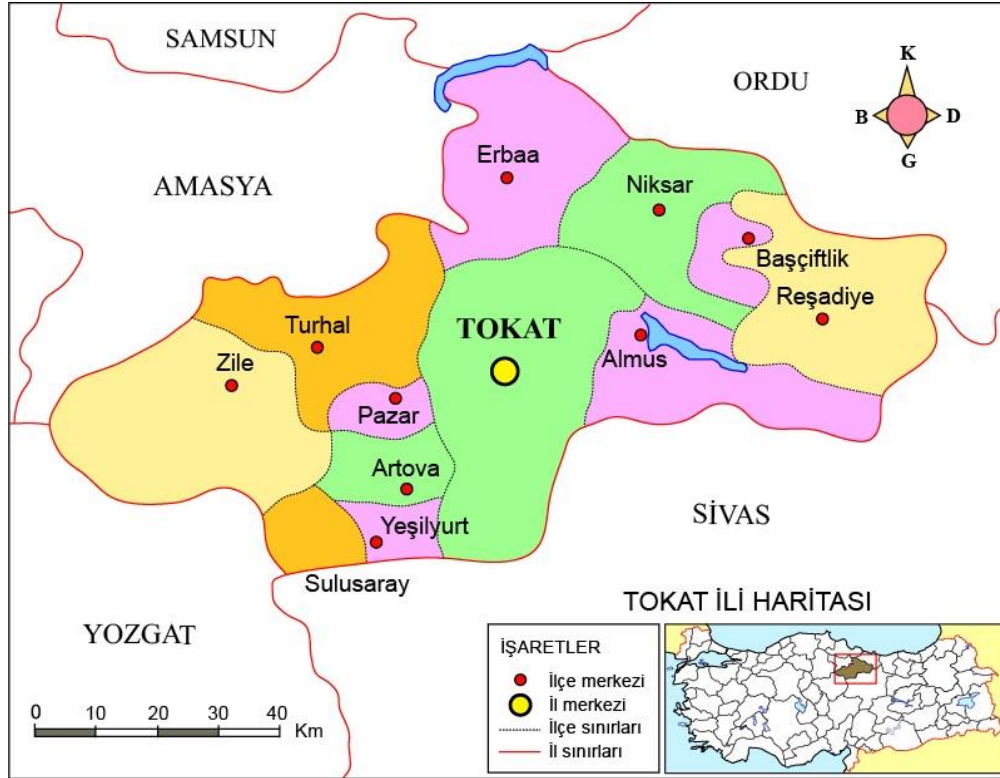 SAMSUN
ORDU
K
B D
G
AMASYA
Erbaa
Niksar
Başçiftlik
Reşadiye
Turhal
TOKAT
Zile
Almus
Pazar
Artova
Yeşilyurt
SİVAS
Sulusaray
YOZGAT
TOKAT İLİ HARİTASI
İŞARETLER
İlçe merkezi
İl merkezi
İlçe sınırları
İl sınırları
0 10 20 30 40 Km